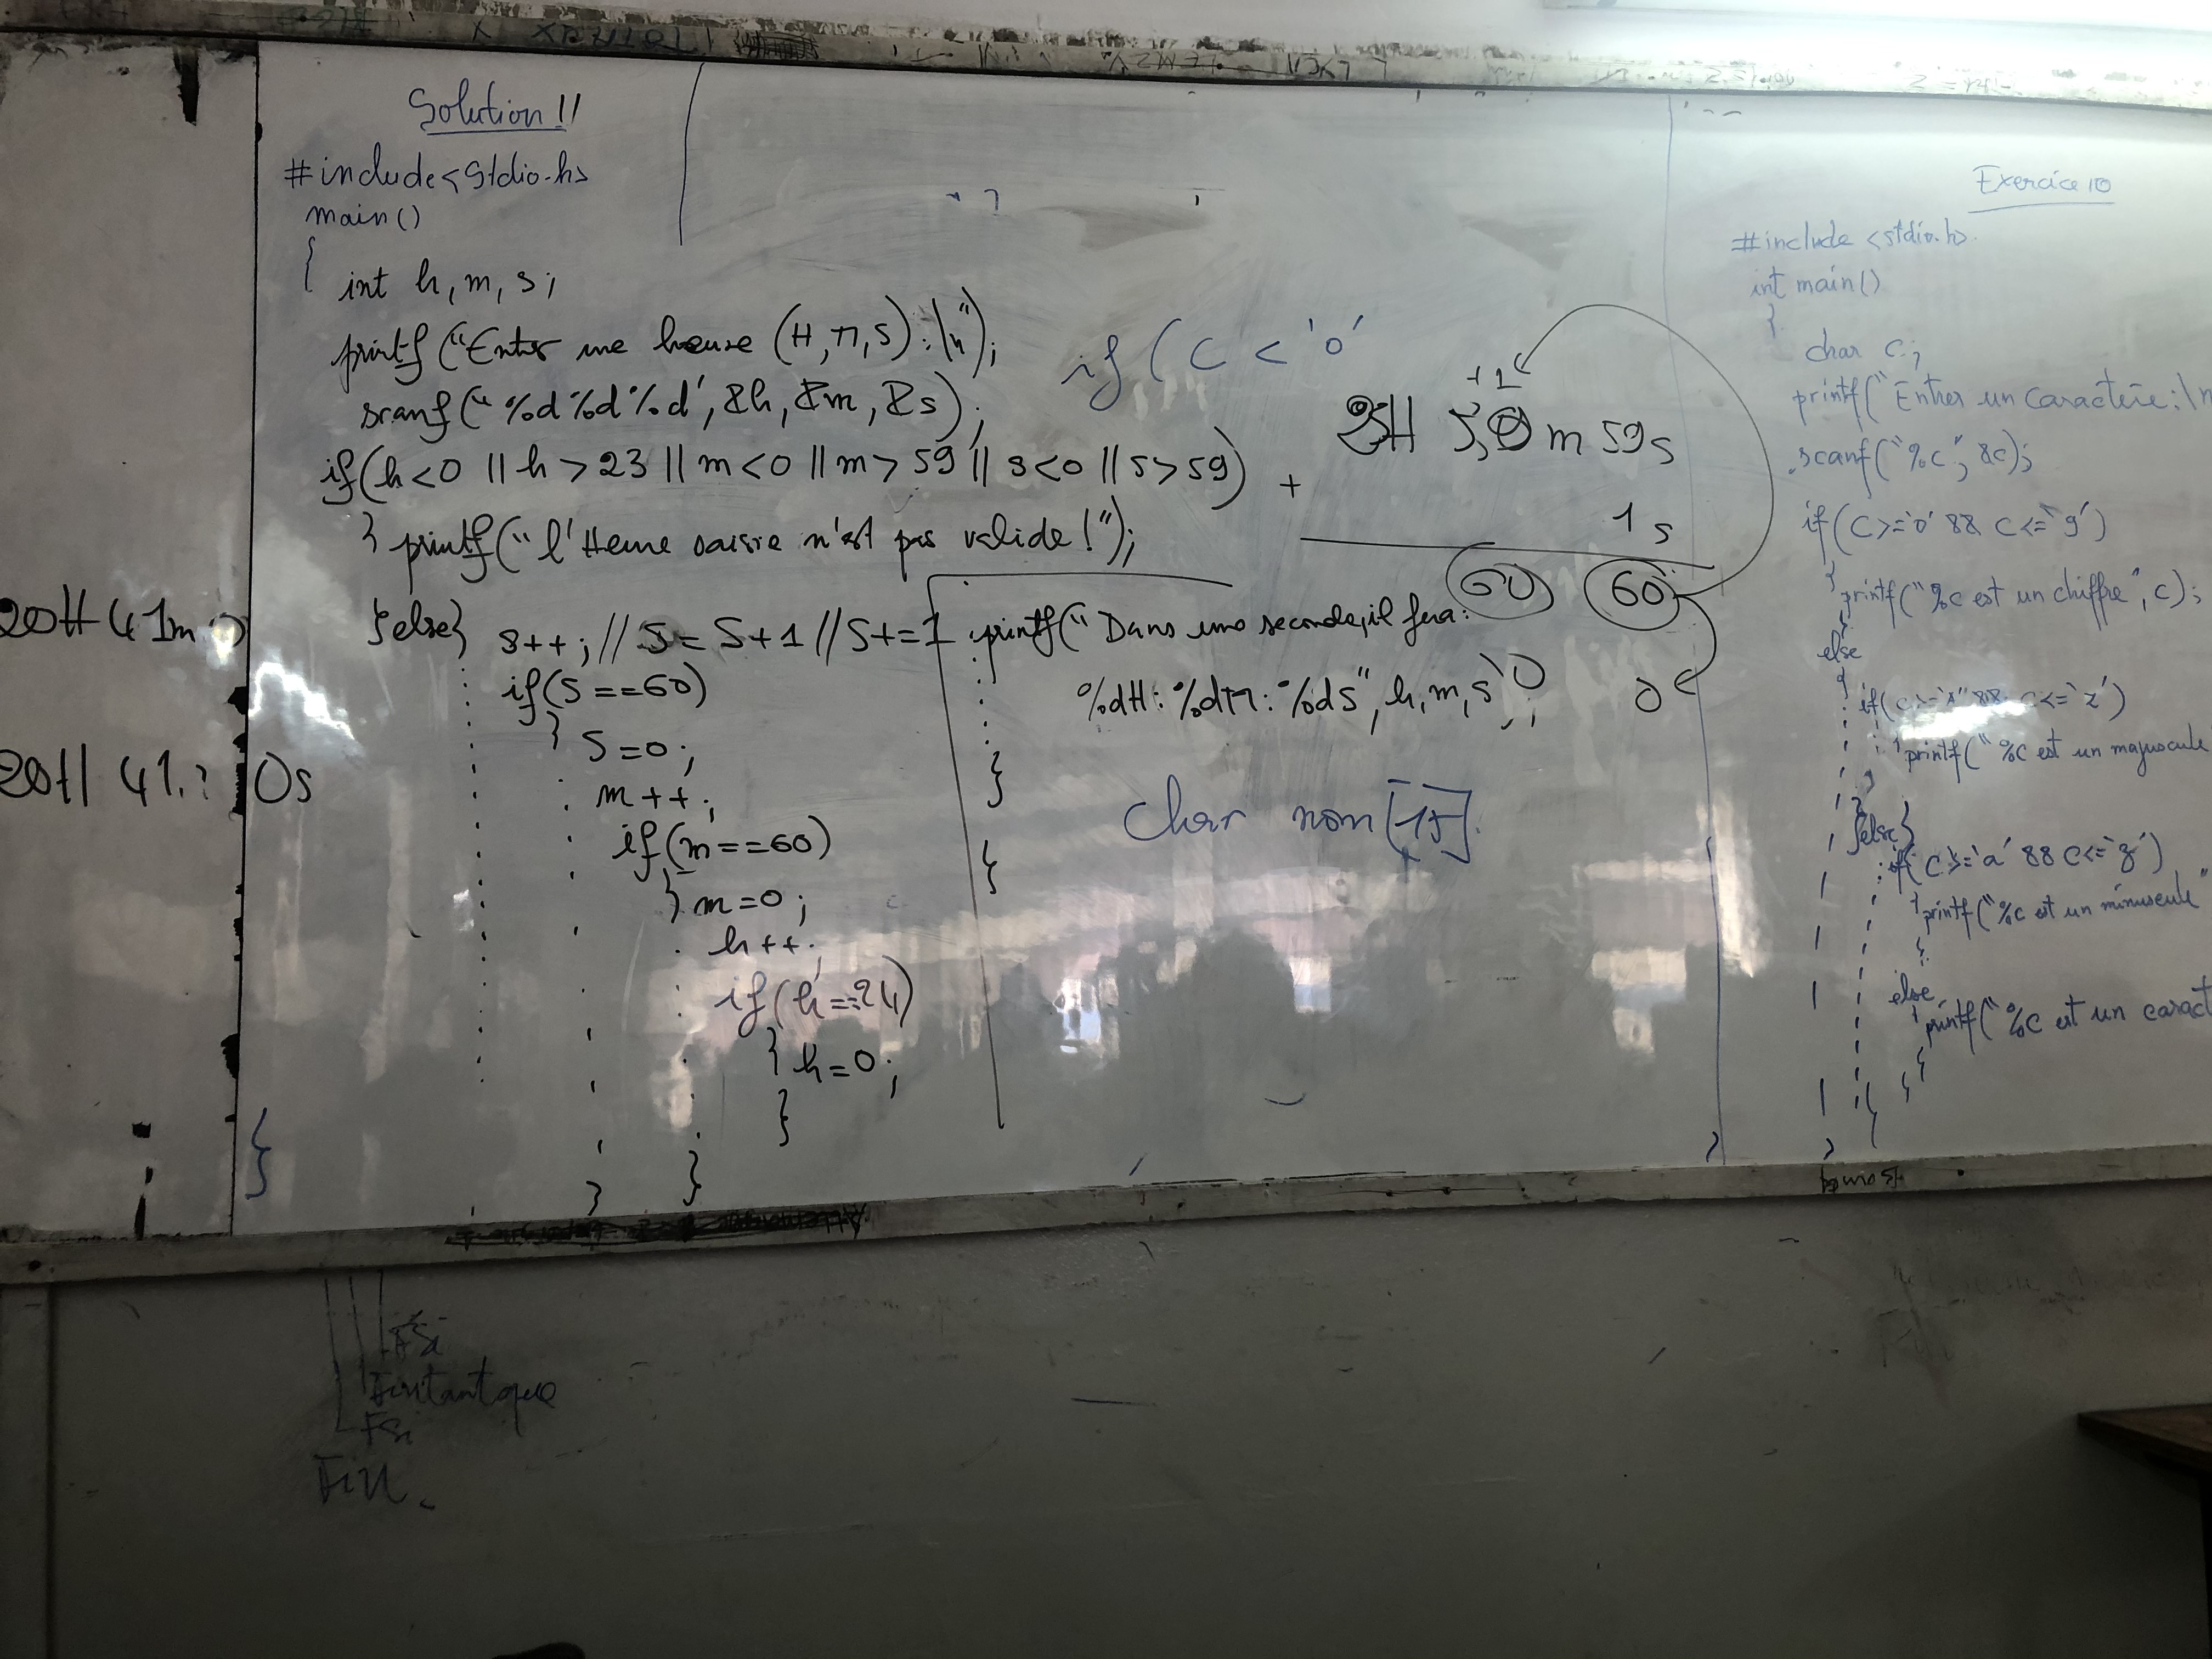 Solution 11
#include<Stdio.h>
main()
{ int h, m, s;
printf("Entrer une heure (H,M,S):\n");
scanf("%d%d%d", &h, &m, &s);
if(h<0 || h>23 || m<0 || m>59 || s<0 || s>59)
{ printf("l'Heure saisie n'est pas valide!");
}else{
s++; // S=S+1 // S+=1
if(S==60)
{ S=0;
m++;
if(m==60)
{ m=0;
h++;
if(h==24)
{ h=0;
}
}
}
printf("Dans une seconde, il fera:
%dH:%dM:%dS", h, m, s);
}
}
if (C < '0'
+1
m 59s
+ 1s
60 60
0
Char nom[15]
20H 41m
20H 41 0s
}
Exercice 10
#include <stdio.h>
int main()
{
char c;
printf("Entrer un caractère:\n
scanf("%c", &c);
if(C>='0' && C<='9')
{ printf("%c est un chiffre", c);
}
else
{
if( && C<='z')
{ printf("%c est un majuscule
}
}else{
if(C>='a' && C<='z')
{ printf("%c est un minuscule"
}
else
{ printf("%c est un caract
}
}
}
FSi
Fintantque
FSi
Fin.